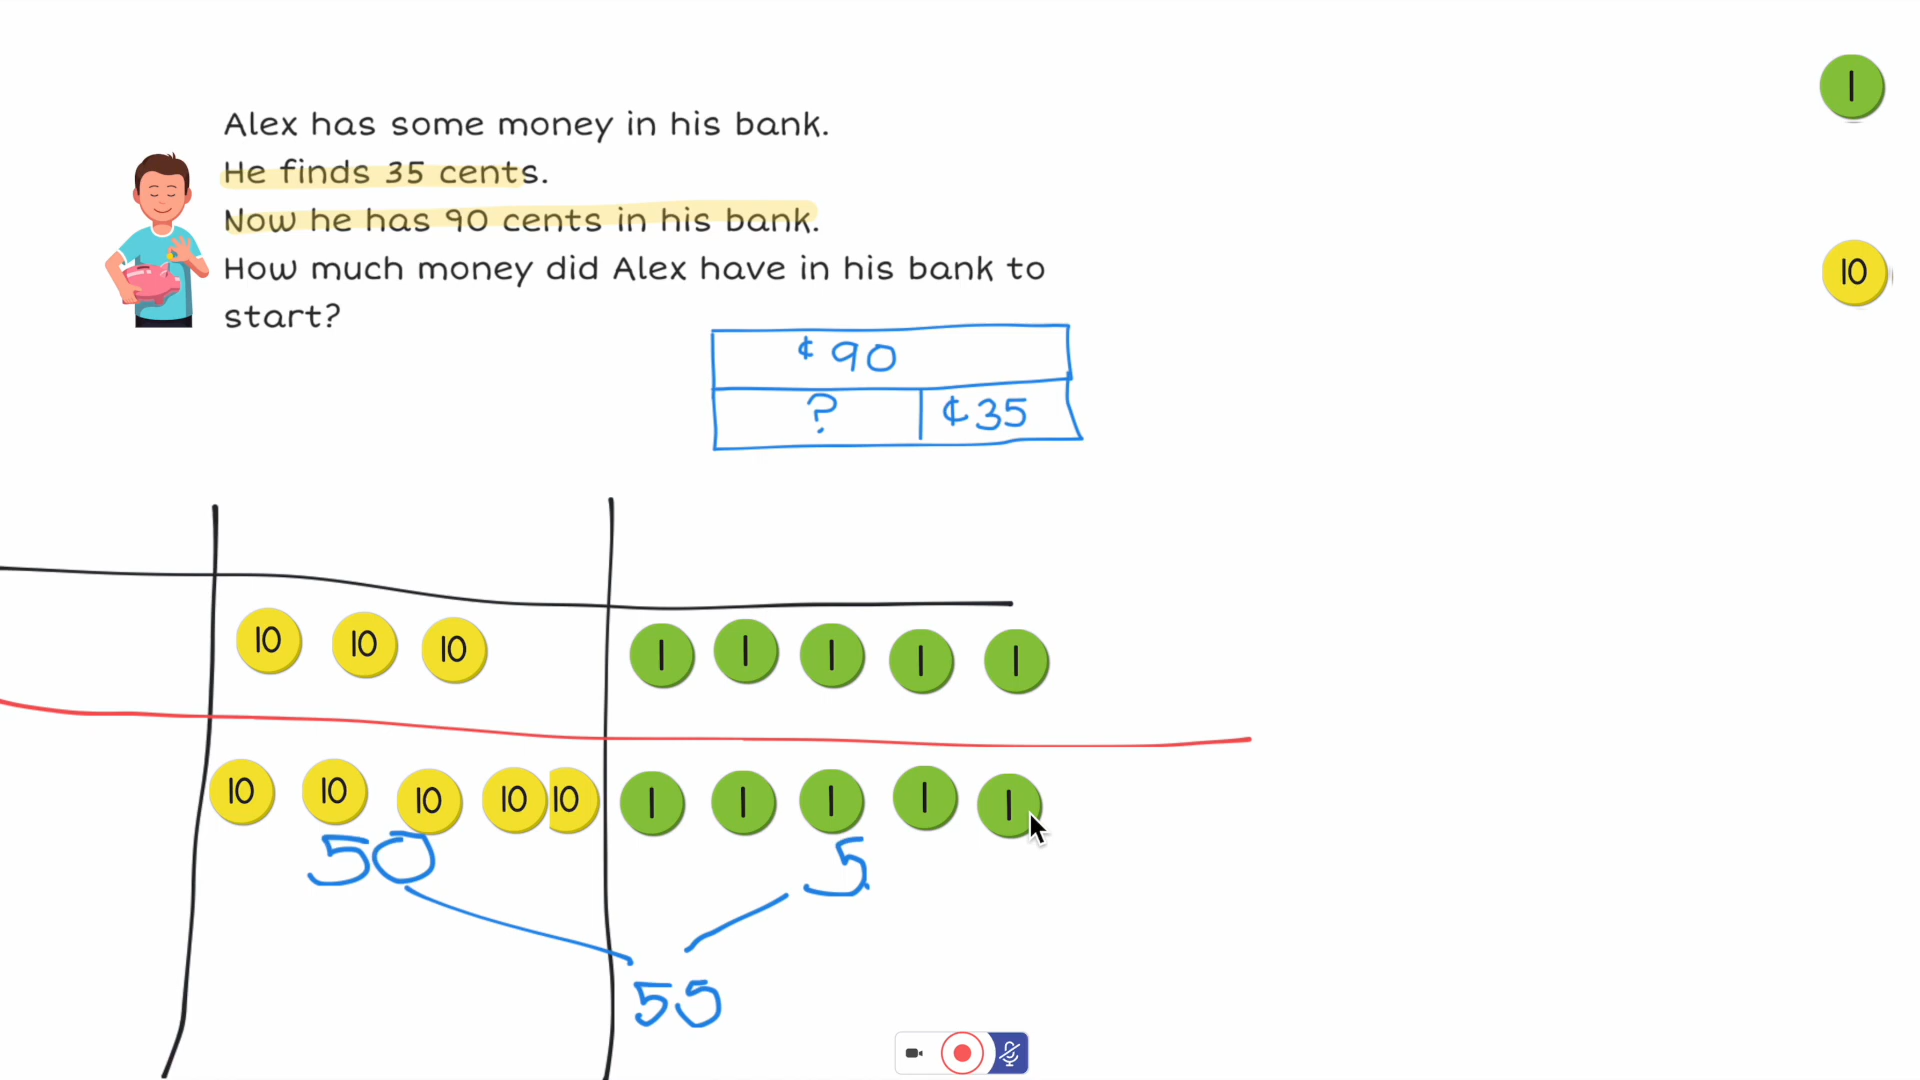 1
Alex has some money in his bank.
He finds 35 cents.
Now he has 90 cents in his bank.
10
How much money did Alex have in his bank to
start?
¢ 90
? ¢35
10 10 10 1 1 1 1 1
10 10 10 10 10 1 1 1 1 1
50 5
55